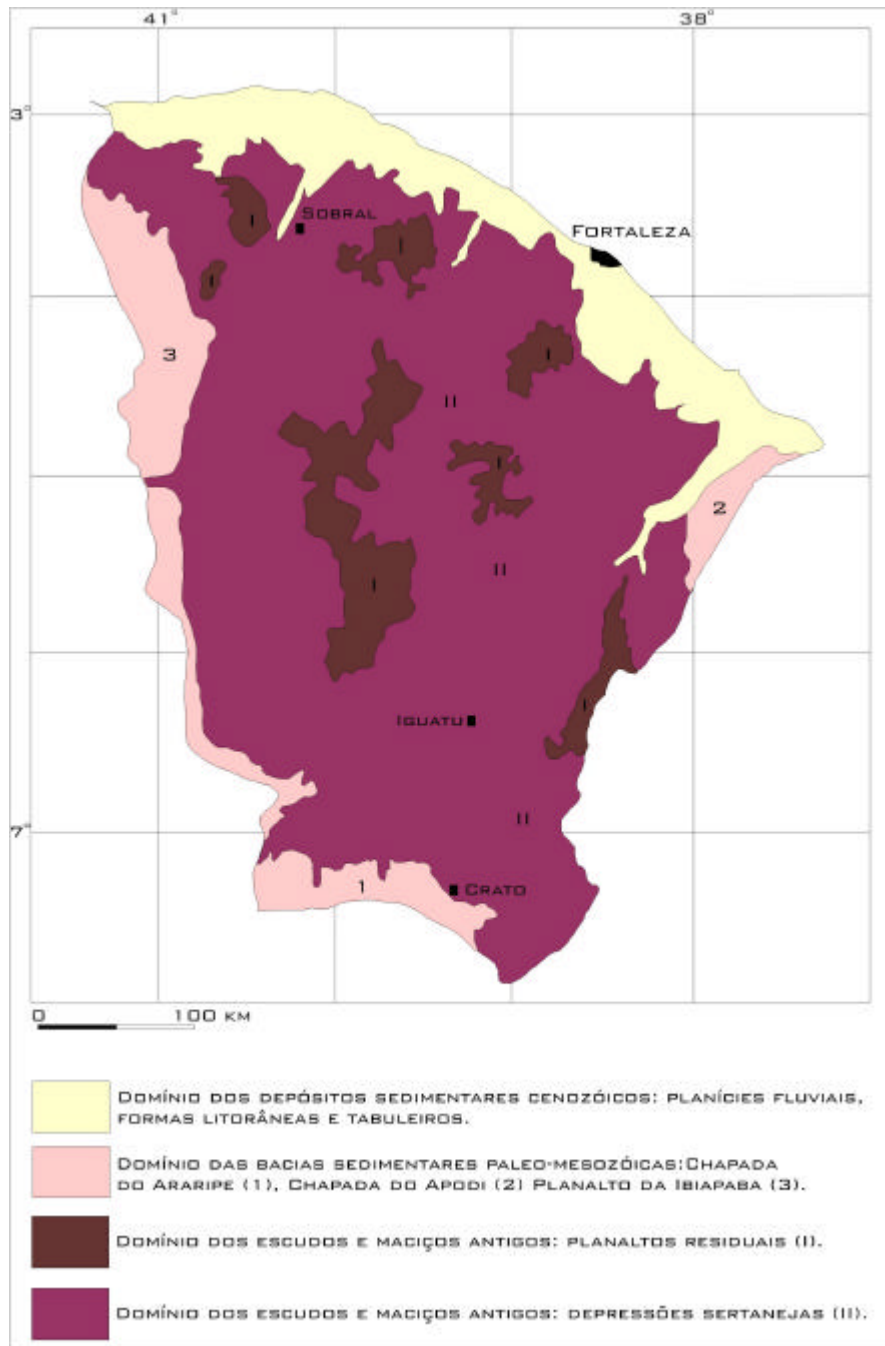 41° 38°
3°
Sobral
I
Fortaleza
I
I
3
I
II
I
2
II
I
I
Iguatu
II
7°
1
Crato
0 100 km
Domínio dos depósitos sedimentares cenozóicos: planícies fluviais,
formas litorâneas e tabuleiros.
Domínio das bacias sedimentares paleo-mesozóicas:Chapada
do Araripe (1), Chapada do Apodi (2) Planalto da Ibiapaba (3).
Domínio dos escudos e maciços antigos: planaltos residuais (I).
Domínio dos escudos e maciços antigos: depressões sertanejas (II).